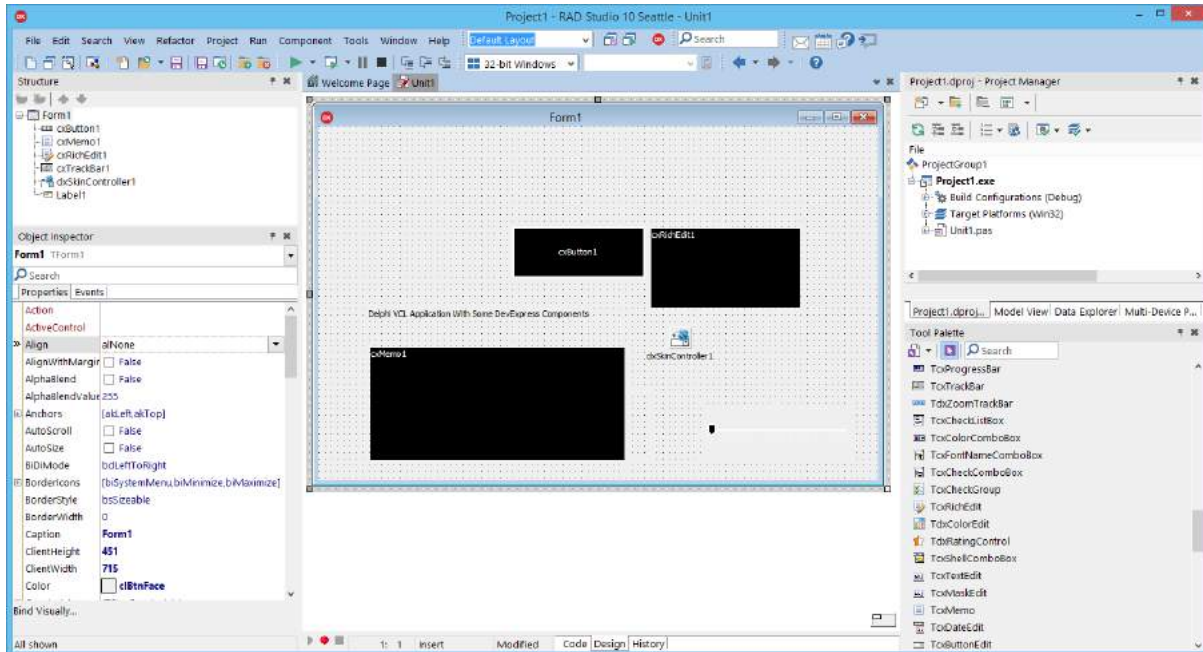 Project1 - RAD Studio 10 Seattle - Unit1
File Edit Search View Refactor Project Run Component Tools Window Help Default Layout Search
32-bit Windows
Structure
Form1
cxButton1
cxMemo1
cxRichEdit1
cxTrackBar1
dxSkinController1
Label1
Object Inspector
Form1 TForm1
Search
Properties Events
Action
ActiveControl
Align alNone
AlignWithMargin False
AlphaBlend False
AlphaBlendValue 255
Anchors [akLeft,akTop]
AutoScroll False
AutoSize False
BiDiMode bdLeftToRight
BorderIcons [biSystemMenu,biMinimize,biMaximize]
BorderStyle bsSizeable
BorderWidth 0
Caption Form1
ClientHeight 451
ClientWidth 715
Color clBtnFace
Bind Visually...
All shown
Welcome Page Unit1
Form1
cxButton1
cxRichEdit1
Delphi VCL Application With Some DevExpress Components
dxSkinController1
cxMemo1
1: 1 Insert Modified Code Design History
Project1.dproj - Project Manager
File
ProjectGroup1
Project1.exe
Build Configurations (Debug)
Target Platforms (Win32)
Unit1.pas
Project1.dproj... Model View Data Explorer Multi-Device P...
Tool Palette
Search
TcxProgressBar
TcxTrackBar
TdxZoomTrackBar
TcxCheckListBox
TcxColorComboBox
TcxFontNameComboBox
TcxCheckComboBox
TcxCheckGroup
TcxRichEdit
TdxColorEdit
TdxRatingControl
TcxShellComboBox
TcxTextEdit
TcxMaskEdit
TcxMemo
TcxDateEdit
TcxButtonEdit